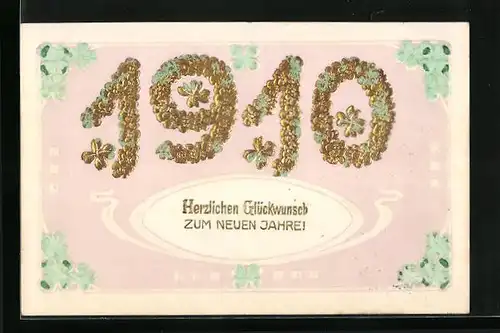 1910
Herzlichen Glückwunsch
ZUM NEUEN JAHRE!